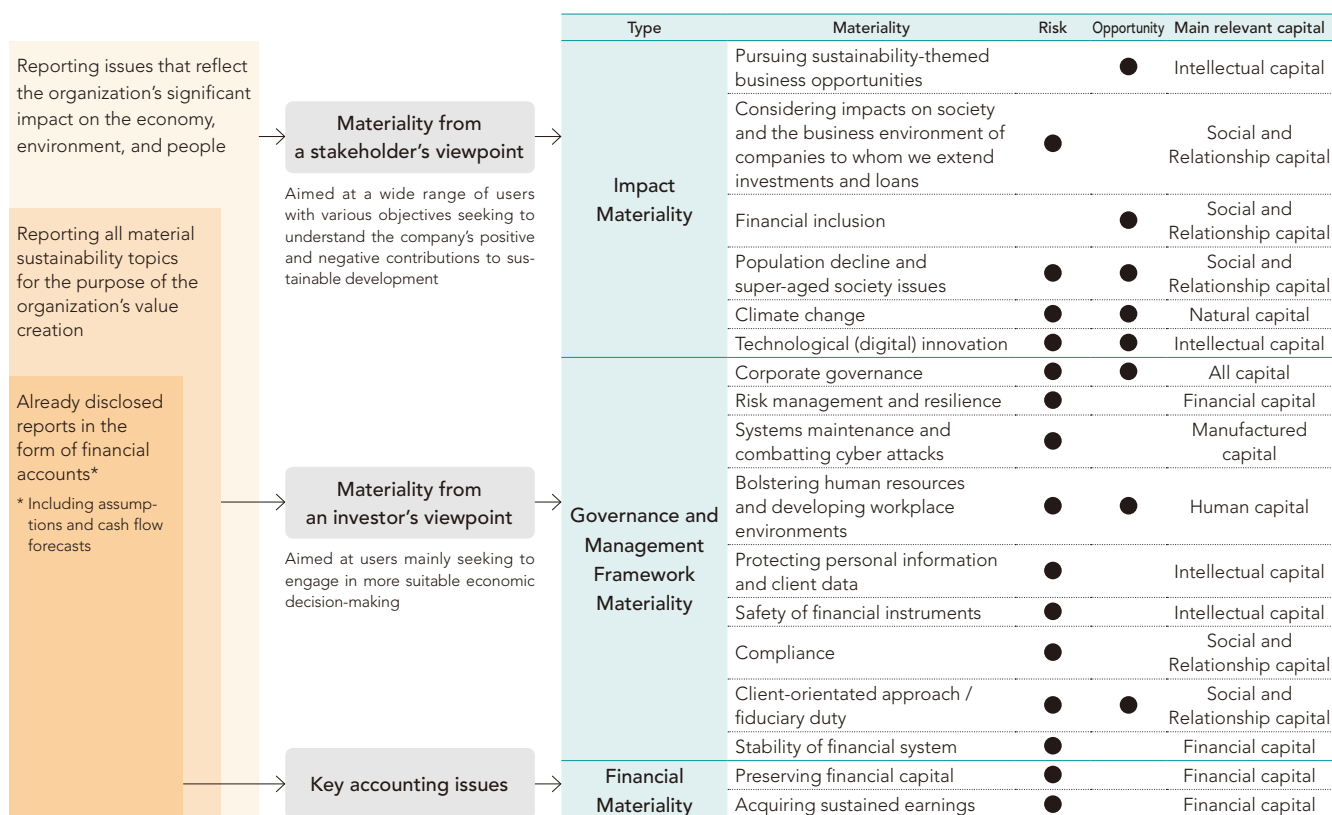 Reporting issues that reflect
the organization's significant
impact on the economy,
environment, and people
Reporting all material
sustainability topics
for the purpose of the
organization's value
creation
Already disclosed
reports in the
form of financial
accounts*
* Including assump-
tions and cash flow
forecasts
Materiality from
a stakeholder's viewpoint
Aimed at a wide range of users
with various objectives seeking to
understand the company's positive
and negative contributions to sus-
tainable development
Materiality from
an investor's viewpoint
Aimed at users mainly seeking to
engage in more suitable economic
decision-making
Key accounting issues
Type Materiality Risk Opportunity Main relevant capital
Impact
Materiality
Pursuing sustainability-themed
business opportunities
● Intellectual capital
Considering impacts on society
and the business environment of
companies to whom we extend
investments and loans
● Social and
Relationship capital
Financial inclusion ● Social and
Relationship capital
Population decline and
super-aged society issues
● ● Social and
Relationship capital
Climate change ● ● Natural capital
Technological (digital) innovation ● ● Intellectual capital
Governance and
Management
Framework
Materiality
Corporate governance ● ● All capital
Risk management and resilience ● Financial capital
Systems maintenance and
combatting cyber attacks
● Manufactured
capital
Bolstering human resources
and developing workplace
environments
● ● Human capital
Protecting personal information
and client data
● Intellectual capital
Safety of financial instruments ● Intellectual capital
Compliance ● Social and
Relationship capital
Client-orientated approach /
fiduciary duty
● ● Social and
Relationship capital
Stability of financial system ● Financial capital
Financial
Materiality
Preserving financial capital ● Financial capital
Acquiring sustained earnings ● Financial capital